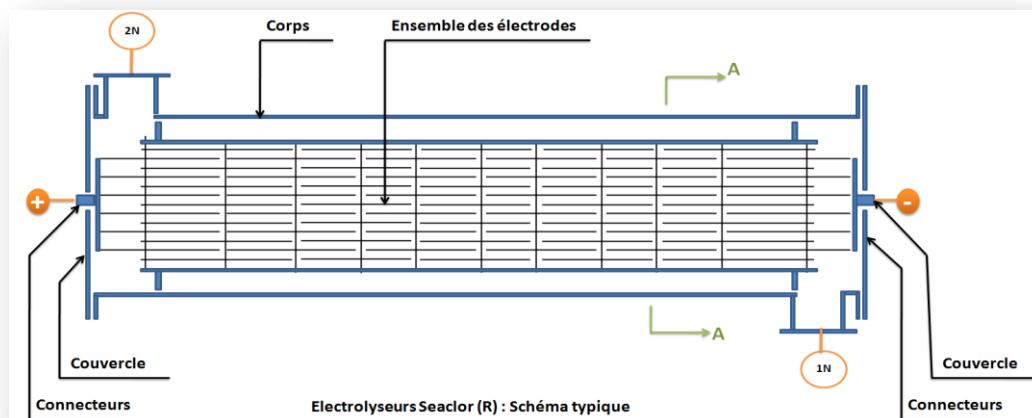 2N
Corps
Ensemble des électrodes
A
+
-
A
Couvercle
1N
Couvercle
Connecteurs
Electrolyseurs Seaclor (R) : Schéma typique
Connecteurs